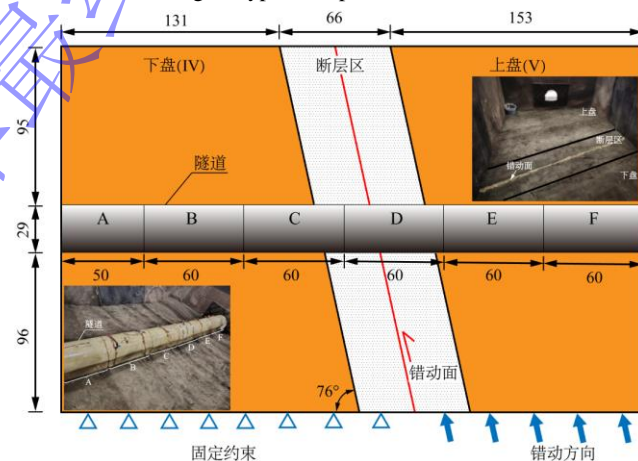 131
66
153
下盘(IV)
断层区
上盘(V)
上盘
断层区
错动面
下盘
95
隧道
29
A
B
C
D
E
F
50
60
60
60
60
60
隧道
A
B
C
D
E
F
96
76°
错动面
固定约束
错动方向